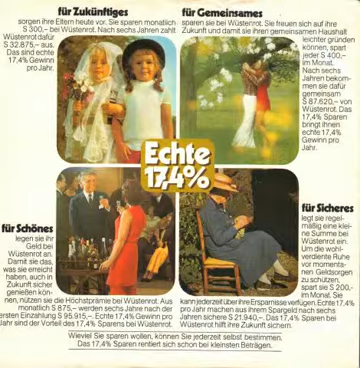 für Zukünftiges
sorgen ihre Eltern heute vor. Sie sparen monatlich
S 300,– bei Wüstenrot. Nach sechs Jahren zahlt
Wüstenrot dafür
S 32.875,– aus.
Das sind echte
17,4% Gewinn
pro Jahr.
für Gemeinsames
sparen sie bei Wüstenrot. Sie freuen sich auf ihre
Zukunft und damit sie ihren gemeinsamen Haushalt
leichter gründen
können, spart
jeder S 400,–
im Monat.
Nach sechs
Jahren bekom-
men sie dafür
gemeinsam
S 87.620,– von
Wüstenrot. Das
17,4% Sparen
bringt ihnen
echte 17,4%
Gewinn pro
Jahr.
Echte
17,4%
für Schönes
legen sie ihr
Geld bei
Wüstenrot an.
Damit sie das,
was sie erreicht
haben, auch in
Zukunft sicher
genießen kön-
nen, nützen sie die Höchstprämie bei Wüstenrot. Aus
monatlich S 875,– werden sechs Jahre nach der
ersten Einzahlung S 95.915,–. Echte 17,4% Gewinn pro
Jahr sind der Vorteil des 17,4% Sparens bei Wüstenrot.
für Sicheres
legt sie regel-
mäßig eine klei-
ne Summe bei
Wüstenrot ein.
Um die wohl-
verdiente Ruhe
vor momenta-
nen Geldsorgen
zu schützen,
spart sie S 200,–
im Monat. Sie
kann jederzeit über ihre Ersparnisse verfügen. Echte 17,4%
pro Jahr machen aus ihrem Spargeld nach sechs
Jahren sichere S 21.940,–. Das 17,4% Sparen bei
Wüstenrot hilft ihre Zukunft sichern.
Wieviel Sie sparen wollen, können Sie jederzeit selbst bestimmen.
Das 17,4% Sparen rentiert sich schon bei kleinsten Beträgen.